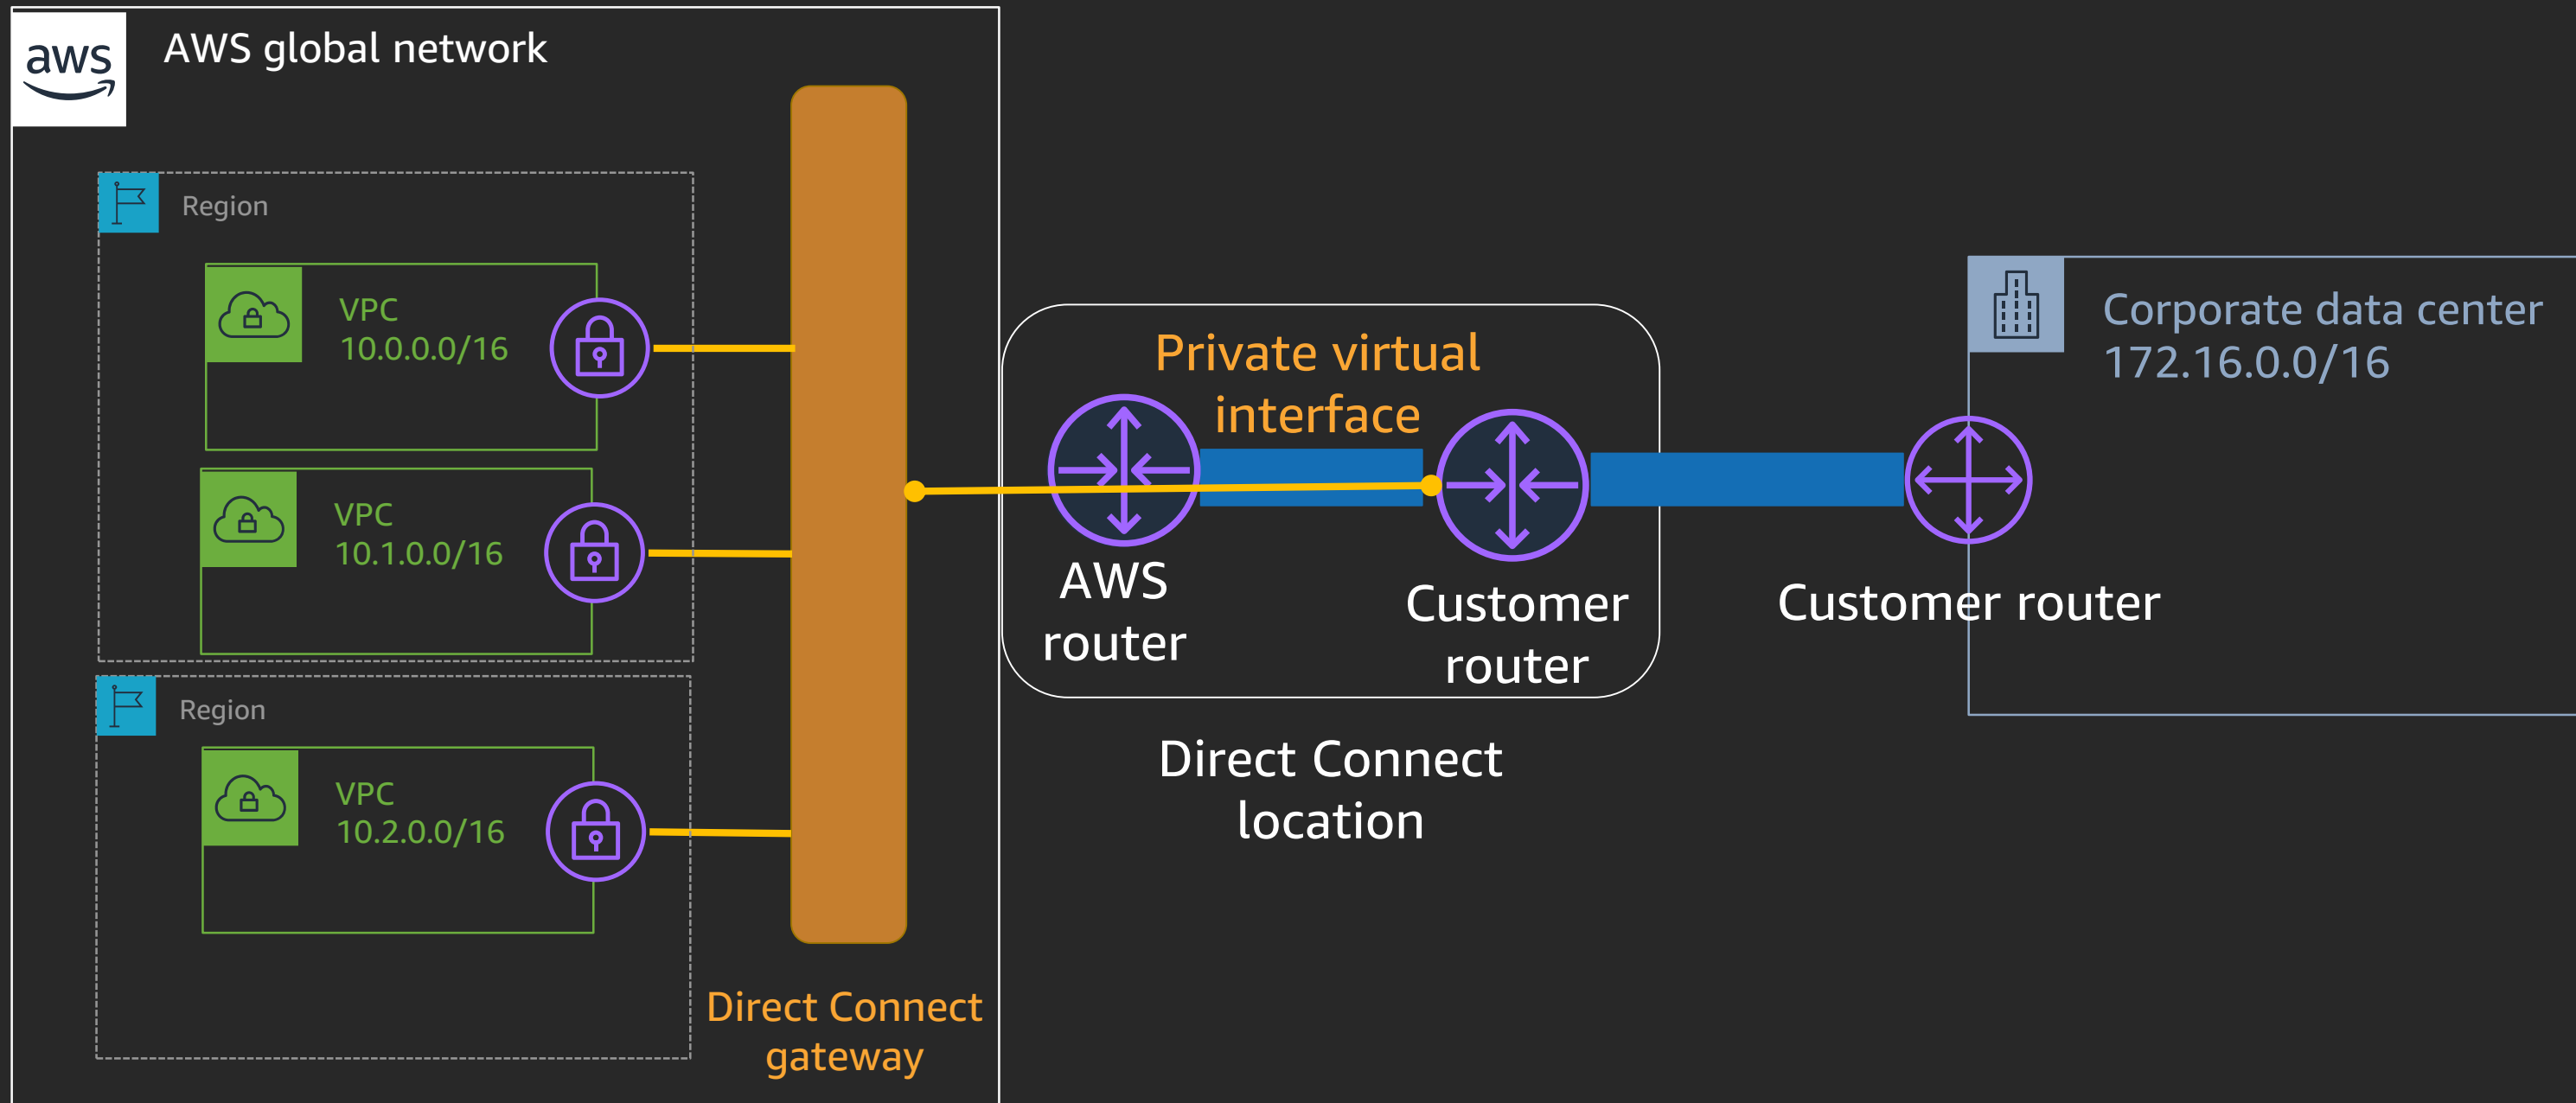 aws
AWS global network
Region
VPC
10.0.0.0/16
VPC
10.1.0.0/16
Region
VPC
10.2.0.0/16
Direct Connect
gateway
Private virtual
interface
AWS
router
Customer
router
Direct Connect
location
Customer router
Corporate data center
172.16.0.0/16